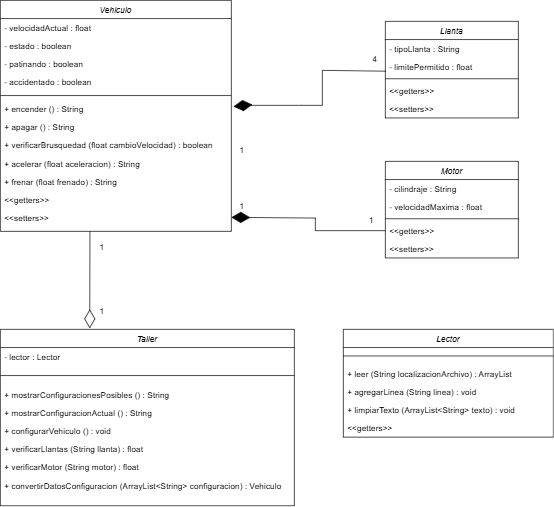 Vehiculo
- velocidadActual : float
- estado : boolean
- patinando : boolean
- accidentado : boolean
+ encender () : String
+ apagar () : String
+ verificarBrusquedad (float cambioVelocidad) : boolean
+ acelerar (float aceleracion) : String
+ frenar (float frenado) : String
<<getters>>
<<setters>>
4
1
1
1
1
1
Llanta
- tipoLlanta : String
- limitePermitido : float
<<getters>>
<<setters>>
Motor
- cilindraje : String
- velocidadMaxima : float
<<getters>>
<<setters>>
Taller
- lector : Lector
+ mostrarConfiguracionesPosibles () : String
+ mostrarConfiguracionActual () : String
+ configurarVehiculo () : void
+ verificarLlantas (String llanta) : float
+ verificarMotor (String motor) : float
+ convertirDatosConfiguracion (ArrayList<String> configuracion) : Vehiculo
Lector
+ leer (String localizacionArchivo) : ArrayList
+ agregarLinea (String linea) : void
+ limpiarTexto (ArrayList<String> texto) : void
<<getters>>